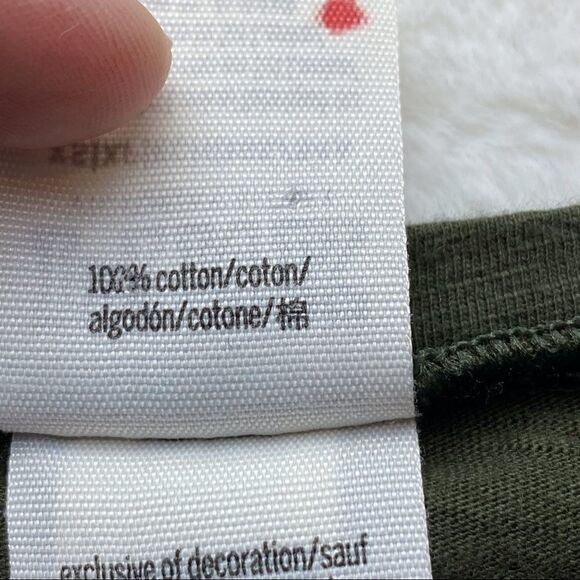 100% cotton/coton/
algodón/cotone/棉
exclusive of decoration/sauf